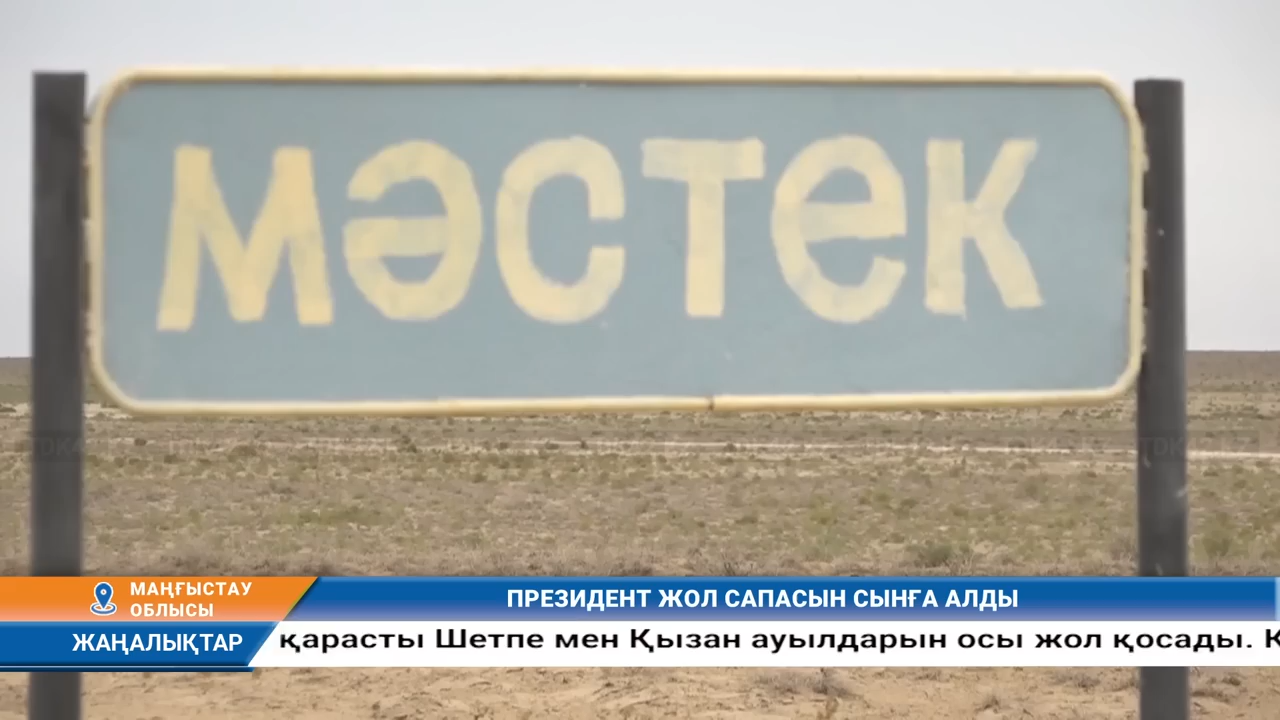 мәстек
МАҢҒЫСТАУ
ОБЛЫСЫ
ПРЕЗИДЕНТ ЖОЛ САПАСЫН СЫНҒА АЛДЫ
ЖАҢАЛЫҚТАР
қарасты Шетпе мен Қызан ауылдарын осы жол қосады.